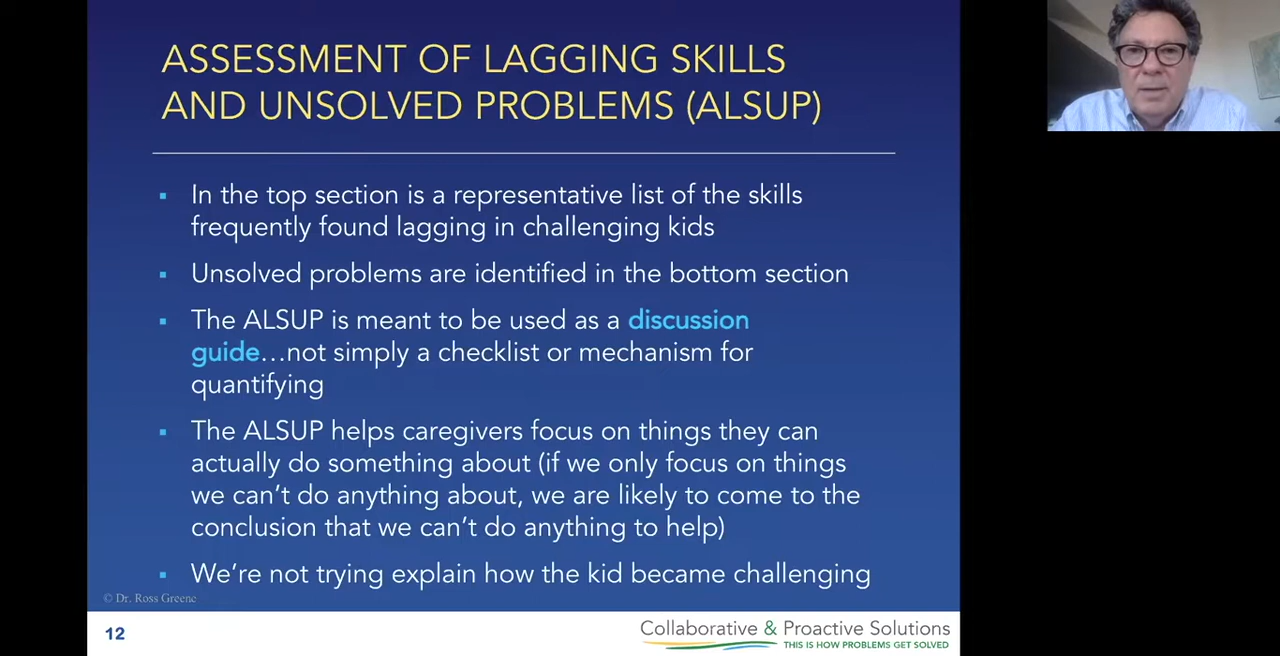 ASSESSMENT OF LAGGING SKILLS
AND UNSOLVED PROBLEMS (ALSUP)
▪ In the top section is a representative list of the skills
frequently found lagging in challenging kids
▪ Unsolved problems are identified in the bottom section
▪ The ALSUP is meant to be used as a discussion
guide…not simply a checklist or mechanism for
quantifying
▪ The ALSUP helps caregivers focus on things they can
actually do something about (if we only focus on things
we can't do anything about, we are likely to come to the
conclusion that we can't do anything to help)
▪ We're not trying explain how the kid became challenging
© Dr. Ross Greene
12
Collaborative & Proactive Solutions
THIS IS HOW PROBLEMS GET SOLVED